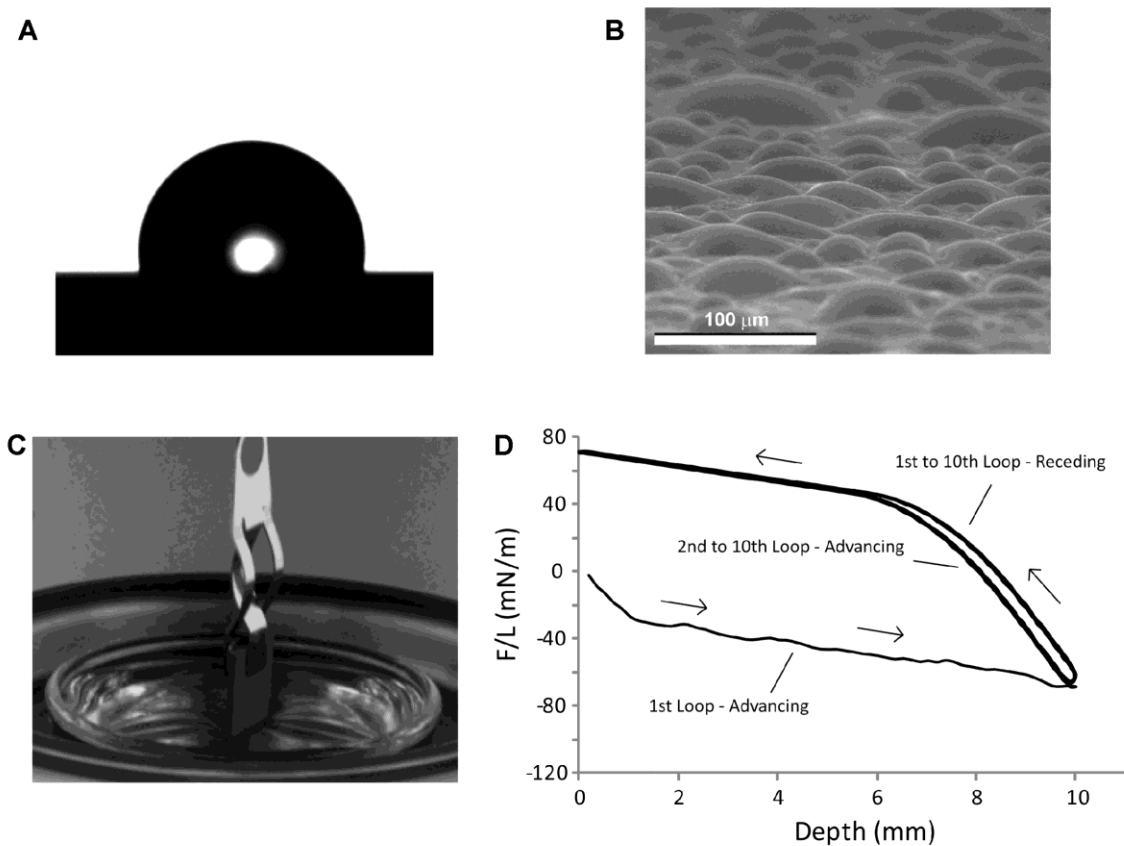 A
B
100 μm
C
D
F/L (mN/m)
80
40
0
-40
-80
-120
1st to 10th Loop - Receding
2nd to 10th Loop - Advancing
1st Loop - Advancing
0
2
4
6
8
10
Depth (mm)